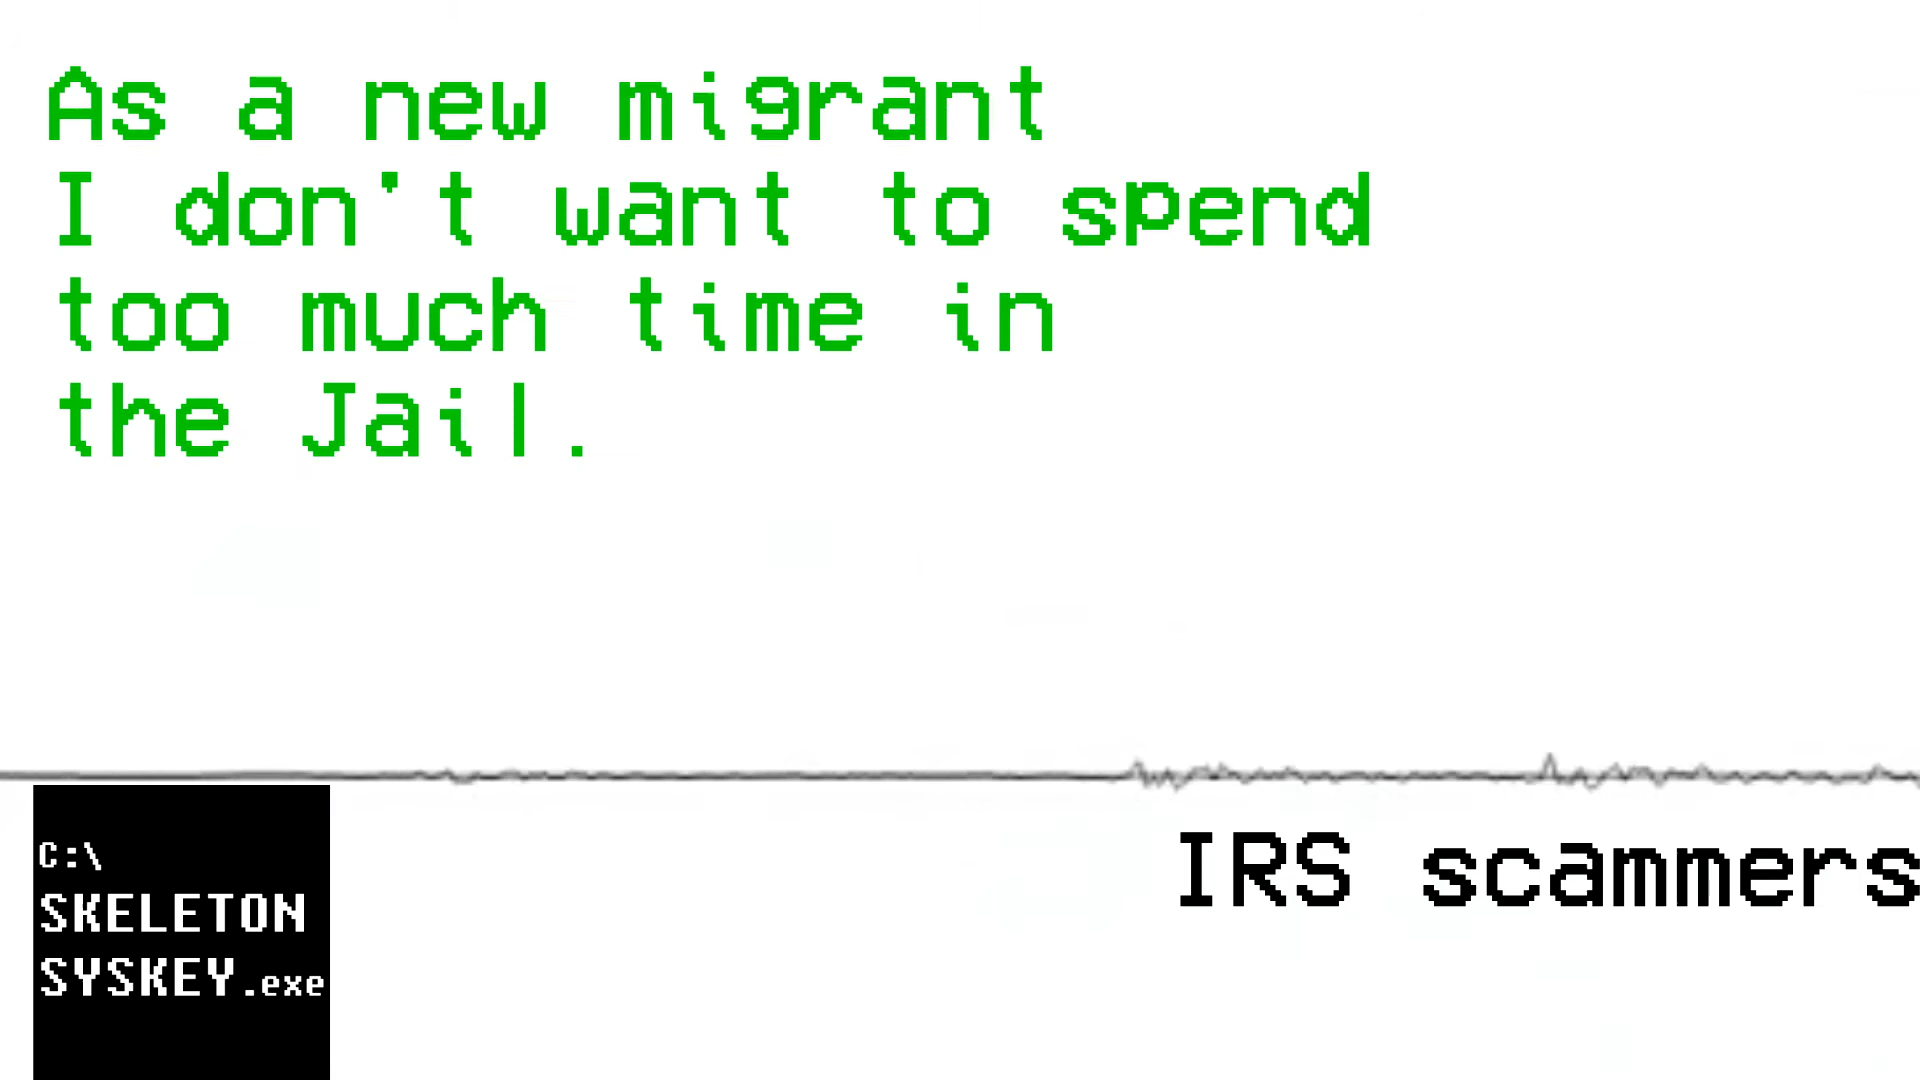 As a new migrant
I don't want to spend
too much time in
the Jail.
C:\
SKELETON
SYSKEY.exe
IRS scammers